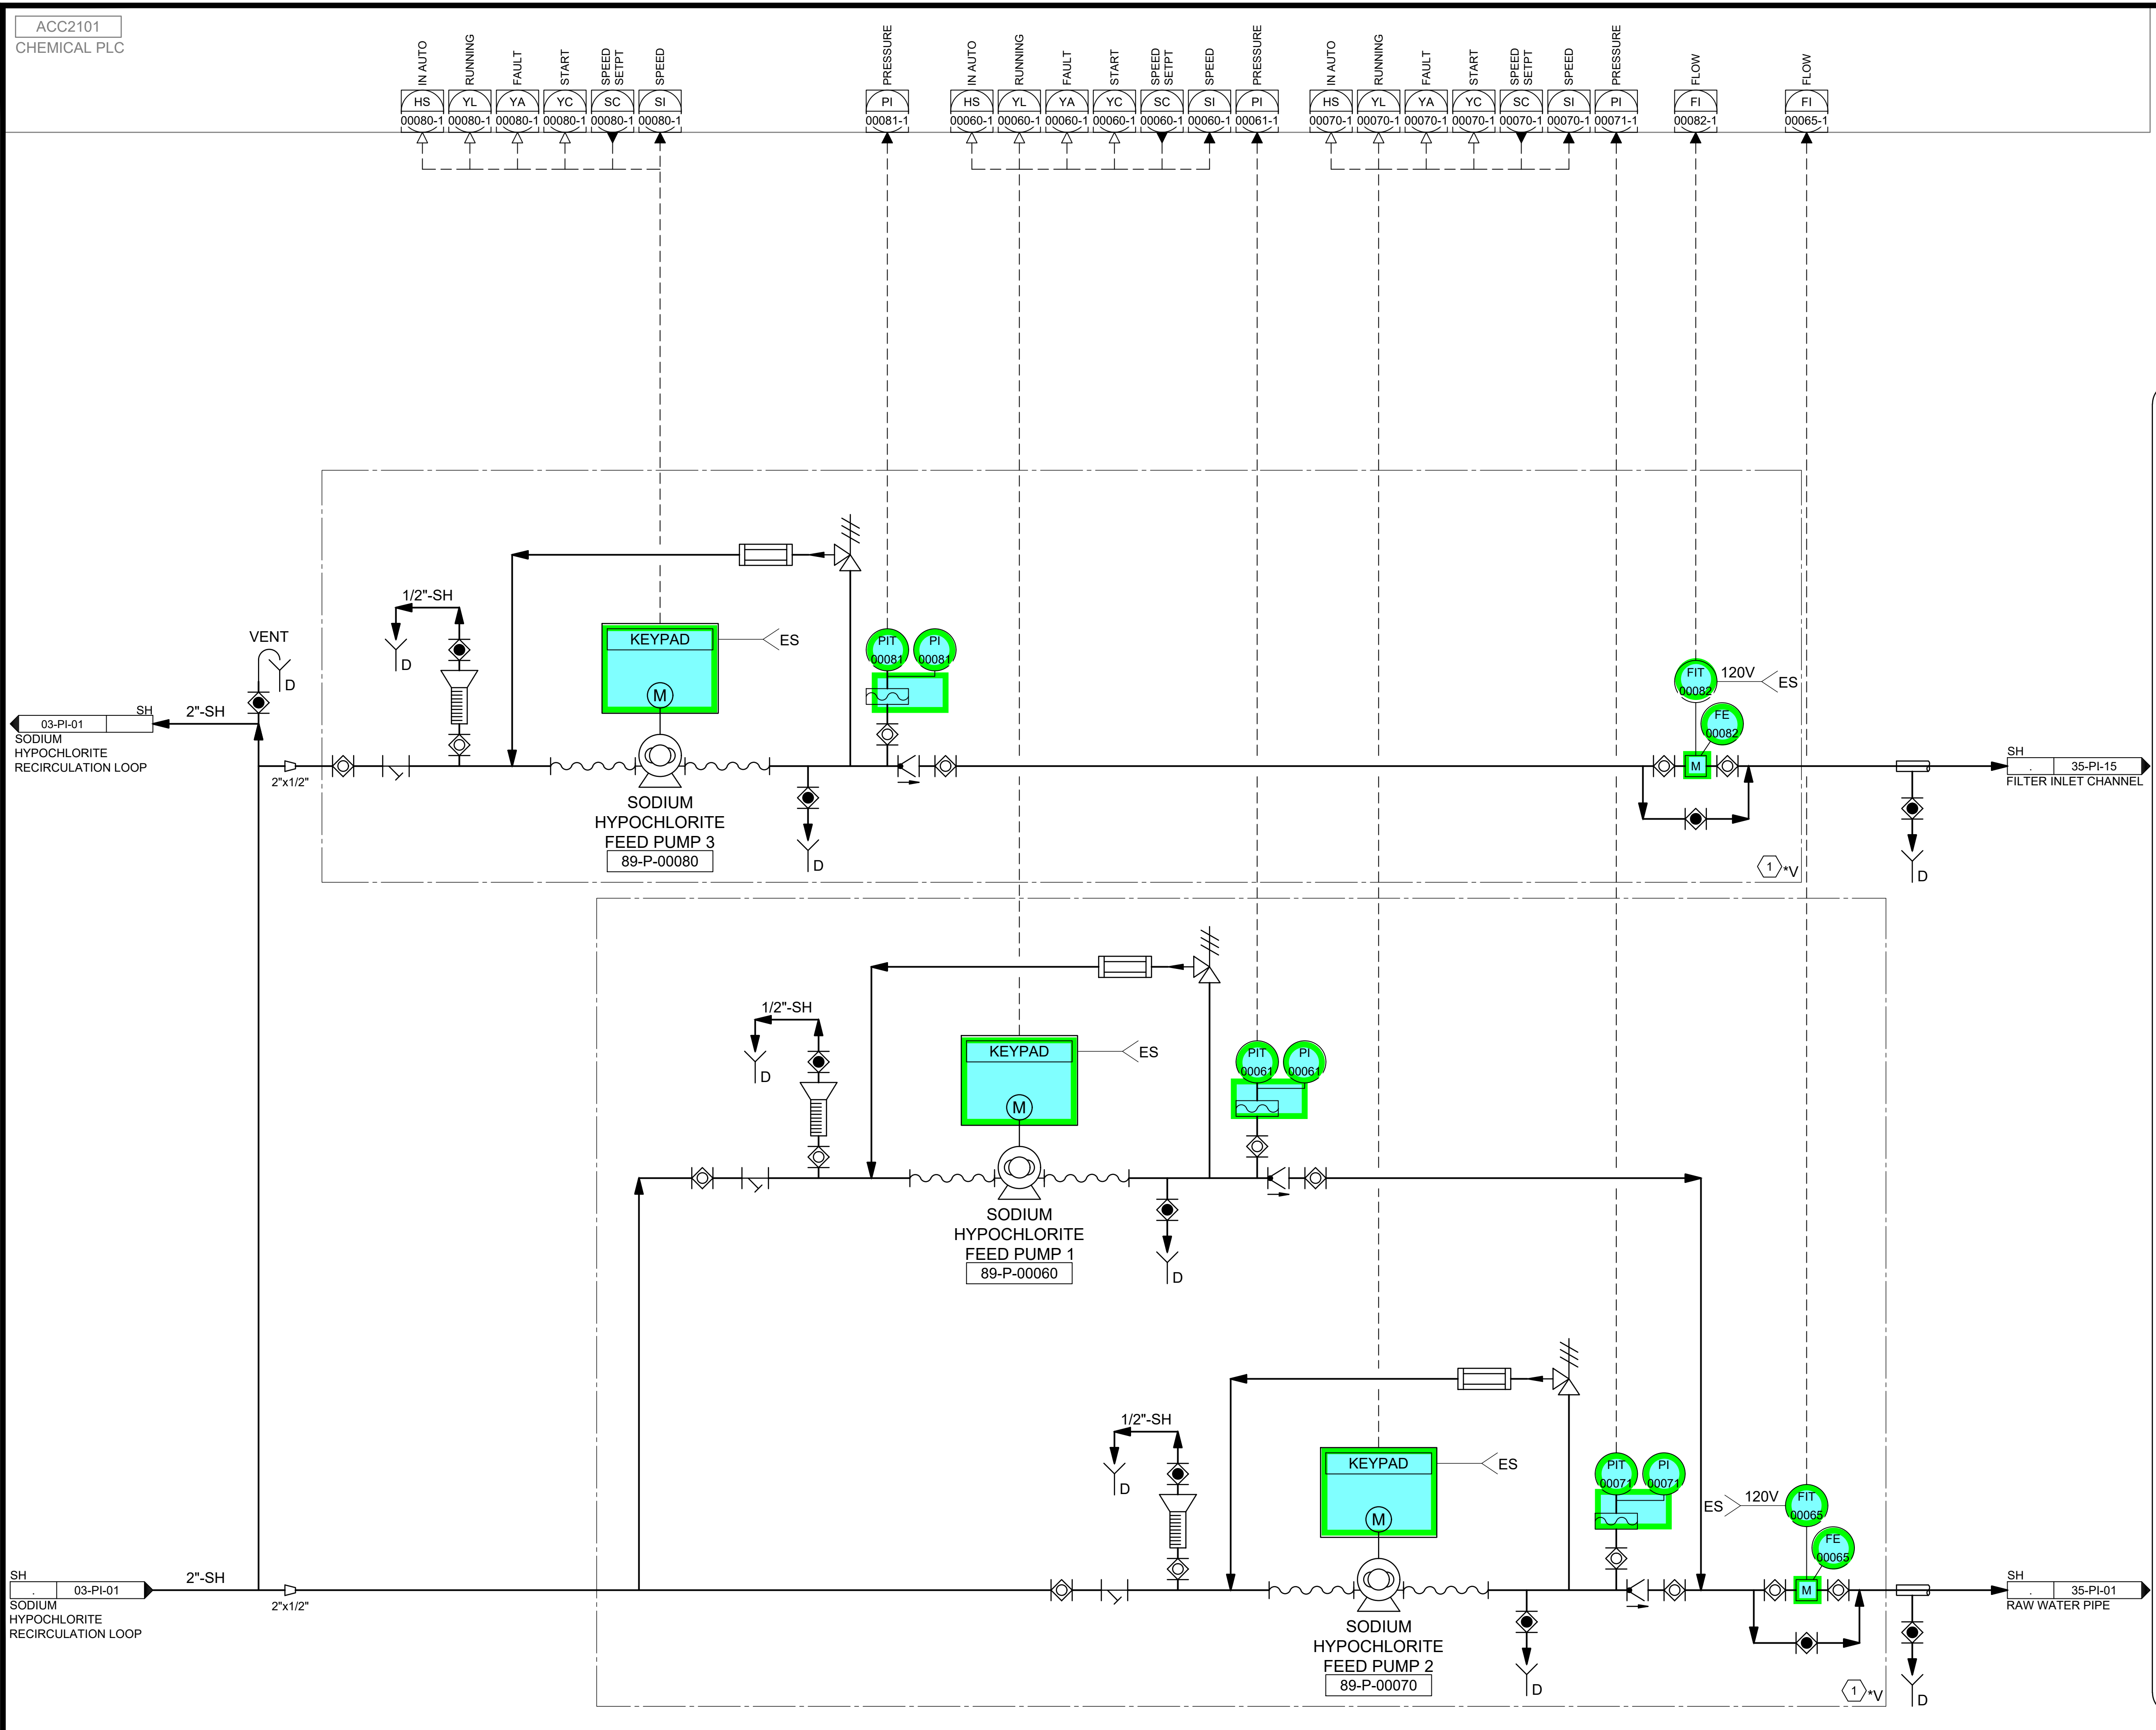 ACC2101
CHEMICAL PLC
IN AUTO
RUNNING
FAULT
START
SPEED
SETPT
SPEED
PRESSURE
IN AUTO
RUNNING
FAULT
START
SPEED
SETPT
SPEED
PRESSURE
IN AUTO
RUNNING
FAULT
START
SPEED
SETPT
SPEED
PRESSURE
FLOW
FLOW
HS YL YA YC SC SI PI HS YL YA YC SC SI PI HS YL YA YC SC SI PI FI FI
00080-1 00080-1 00080-1 00080-1 00080-1 00080-1 00081-1 00060-1 00060-1 00060-1 00060-1 00060-1 00060-1 00061-1 00070-1 00070-1 00070-1 00070-1 00070-1 00070-1 00071-1 00082-1 00065-1
1/2"-SH
D
VENT
D
KEYPAD
ES
M
PIT
00081
PI
00081
FIT
00082
120V
ES
FE
00082
M
03-PI-01
SH
2"-SH
SODIUM
HYPOCHLORITE
RECIRCULATION LOOP
2"x1/2"
SODIUM
HYPOCHLORITE
FEED PUMP 3
89-P-00080
D
SH
. 35-PI-15
FILTER INLET CHANNEL
D
1 *V
1/2"-SH
D
KEYPAD
ES
M
PIT
00061
PI
00061
SODIUM
HYPOCHLORITE
FEED PUMP 1
89-P-00060
D
1/2"-SH
D
KEYPAD
ES
M
PIT
00071
PI
00071
ES
120V
FIT
00065
FE
00065
M
SH
. 03-PI-01
2"-SH
SODIUM
HYPOCHLORITE
RECIRCULATION LOOP
2"x1/2"
SODIUM
HYPOCHLORITE
FEED PUMP 2
89-P-00070
D
SH
. 35-PI-01
RAW WATER PIPE
D
1 *V